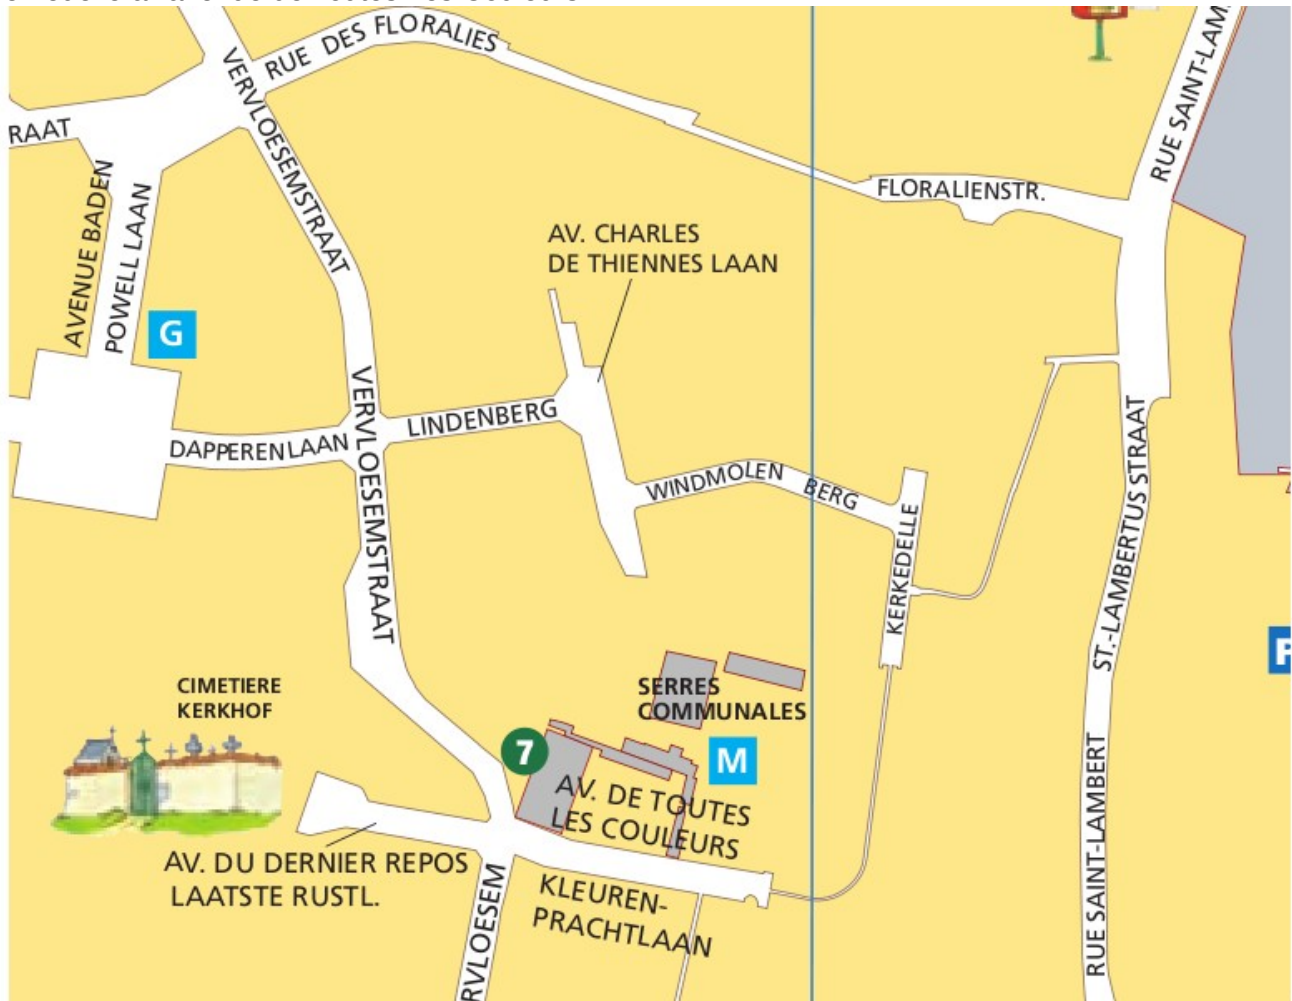 RUE DES FLORALIES
RUE SAINT-LAM
VERVLOESEMSTRAAT
RAAT
FLORALIENSTR.
AVENUE BADEN
POWELL LAAN
AV. CHARLES
DE THIENNES LAAN
G
VERVLOESEMSTRAAT
LINDENBERG
DAPPERENLAAN
WINDMOLEN BERG
KERKEDELLE
ST.-LAMBERTUS STRAAT
P
CIMETIERE
KERKHOF
SERRES
COMMUNALES
7
M
AV. DE TOUTES
LES COULEURS
RUE SAINT-LAMBERT
AV. DU DERNIER REPOS
LAATSTE RUSTL.
KLEUREN-
PRACHTLAAN
RVLOESEM